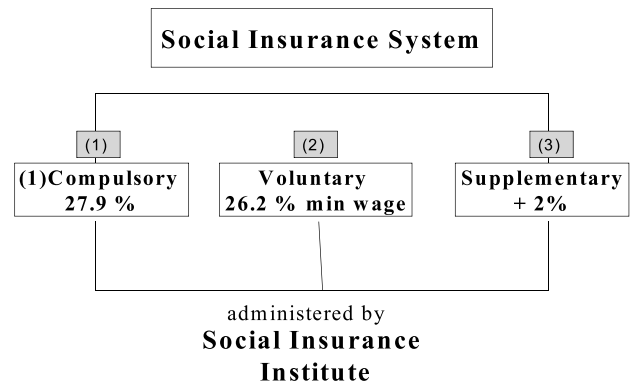 Social Insurance System
(1)
(2)
(3)
(1)Compulsory
27.9 %
Voluntary
26.2 % min wage
Supplementary
+ 2%
administered by
Social Insurance
Institute